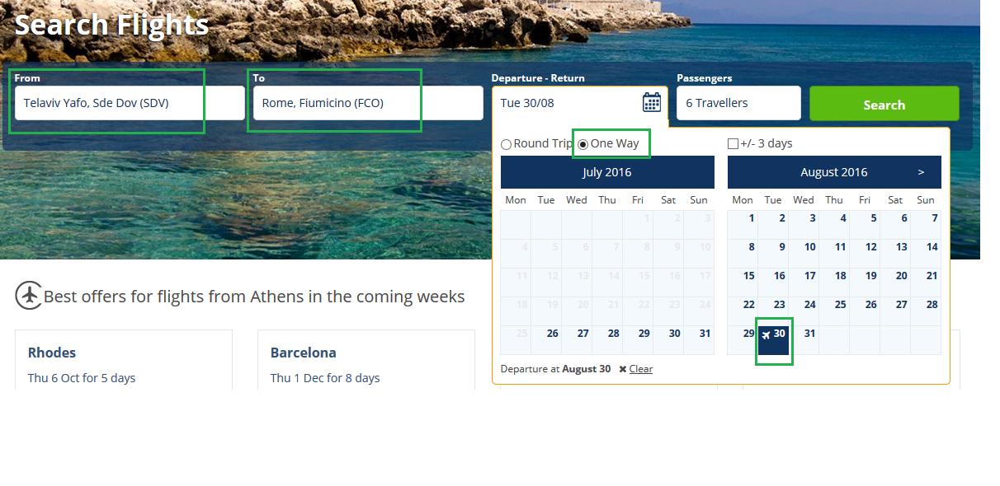 Search Flights
From To Departure - Return Passengers
Telaviv Yafo, Sde Dov (SDV) Rome, Fiumicino (FCO) Tue 30/08 6 Travellers Search
Round Trip One Way +/- 3 days
July 2016 August 2016 >
Mon Tue Wed Thu Fri Sat Sun Mon Tue Wed Thu Fri Sat Sun
1 2 3 1 2 3 4 5 6 7
4 5 6 7 8 9 10 8 9 10 11 12 13 14
11 12 13 14 15 16 17 15 16 17 18 19 20 21
18 19 20 21 22 23 24 22 23 24 25 26 27 28
25 26 27 28 29 30 31 29 30 31
Departure at August 30 ✖ Clear
Best offers for flights from Athens in the coming weeks
Rhodes Barcelona
Thu 6 Oct for 5 days Thu 1 Dec for 8 days